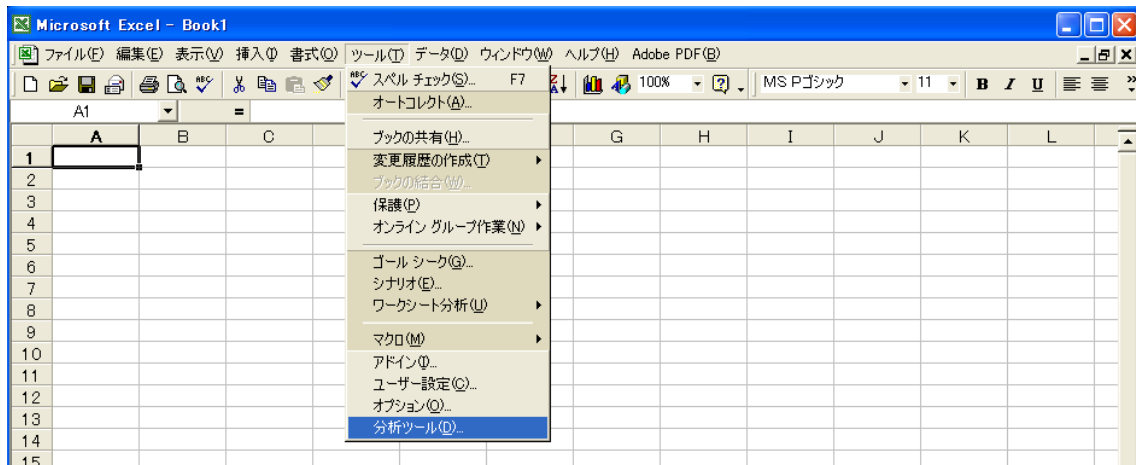 Microsoft Excel - Book1
ファイル(F) 編集(E) 表示(V) 挿入(I) 書式(O) ツール(T) データ(D) ウィンドウ(W) ヘルプ(H) Adobe PDF(B)
100% MS Pゴシック 11 B I U
A1 =
スペル チェック(S)... F7
オートコレクト(A)...
ブックの共有(H)...
変更履歴の作成(T)
ブックの結合(W)...
保護(P)
オンライン グループ作業(N)
ゴール シーク(G)...
シナリオ(E)...
ワークシート分析(U)
マクロ(M)
アドイン(I)...
ユーザー設定(C)...
オプション(O)...
分析ツール(D)...
A B C G H I J K L
1
2
3
4
5
6
7
8
9
10
11
12
13
14
15